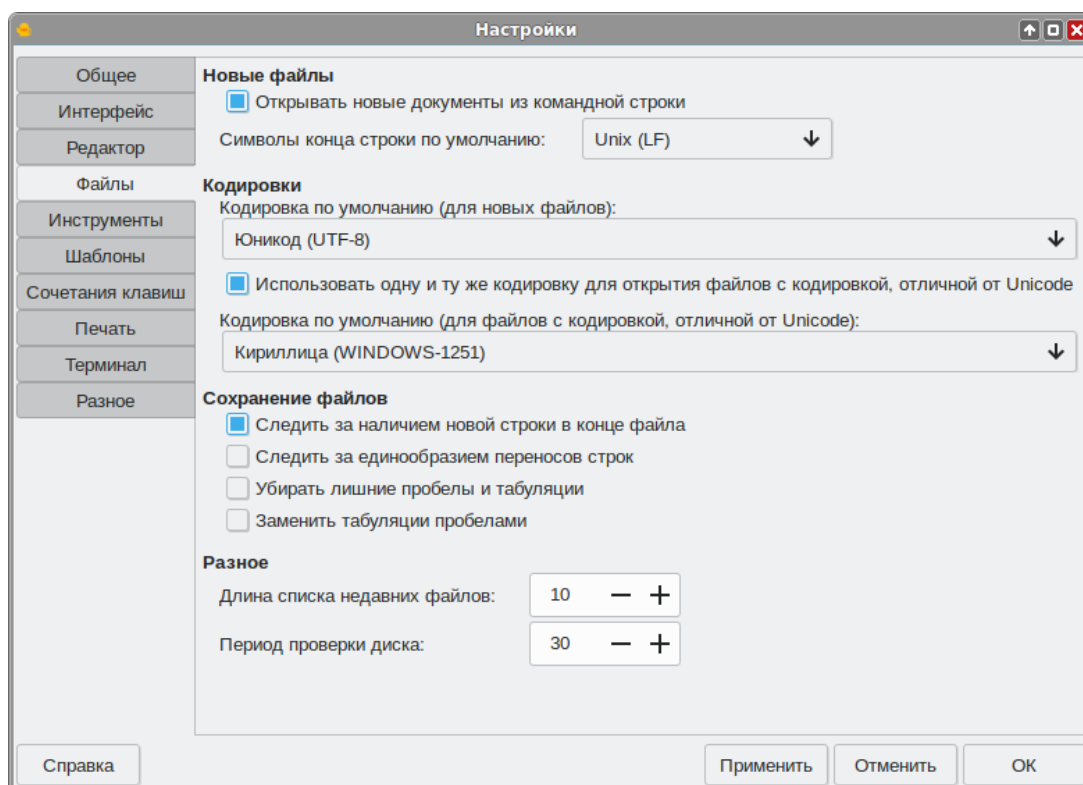 Настройки
Общее
Интерфейс
Редактор
Файлы
Инструменты
Шаблоны
Сочетания клавиш
Печать
Терминал
Разное
Новые файлы
Открывать новые документы из командной строки
Символы конца строки по умолчанию: Unix (LF)
Кодировки
Кодировка по умолчанию (для новых файлов):
Юникод (UTF-8)
Использовать одну и ту же кодировку для открытия файлов с кодировкой, отличной от Unicode
Кодировка по умолчанию (для файлов с кодировкой, отличной от Unicode):
Кириллица (WINDOWS-1251)
Сохранение файлов
Следить за наличием новой строки в конце файла
Следить за единообразием переносов строк
Убирать лишние пробелы и табуляции
Заменить табуляции пробелами
Разное
Длина списка недавних файлов: 10
Период проверки диска: 30
Справка Применить Отменить ОК